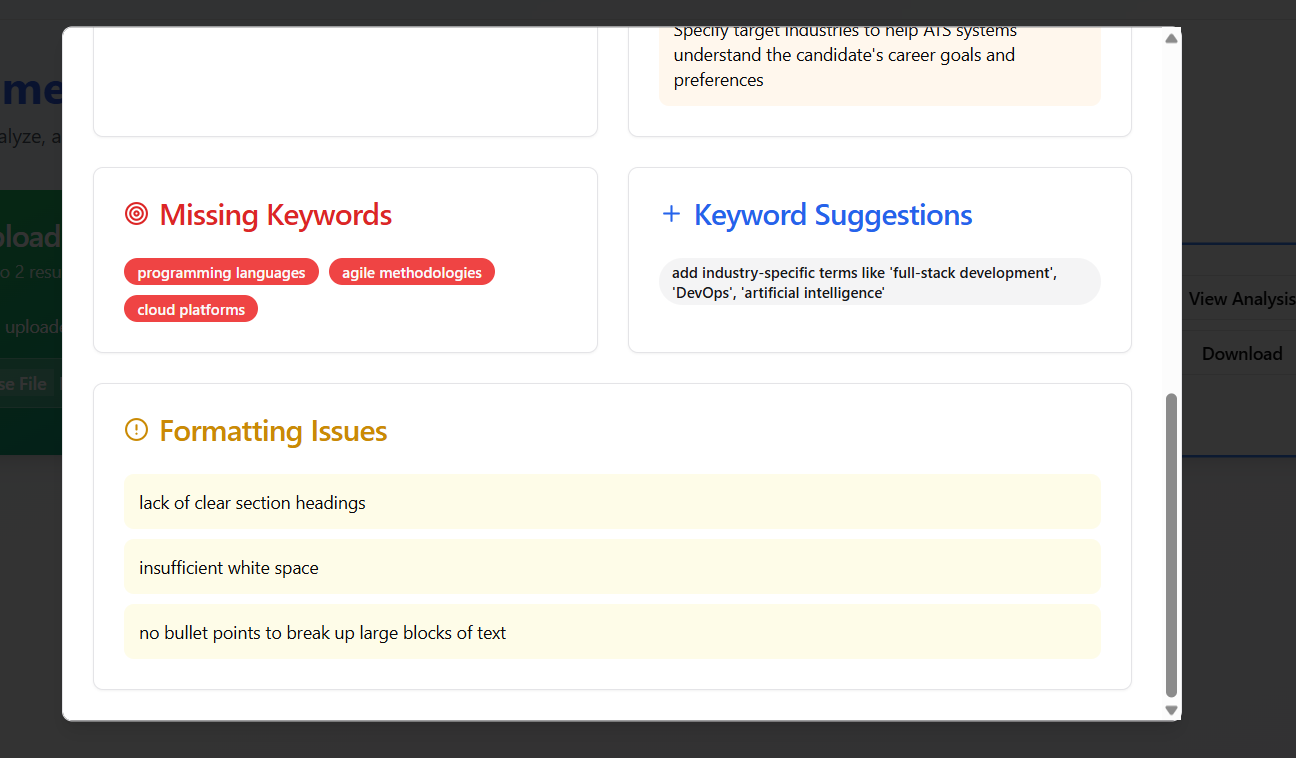 Specify target industries to help ATS systems
understand the candidate's career goals and
preferences
me
alyze, a
Missing Keywords
programming languages
agile methodologies
cloud platforms
Keyword Suggestions
add industry-specific terms like 'full-stack development',
'DevOps', 'artificial intelligence'
pload
o 2 resu
uploade
se File
View Analysis
Download
Formatting Issues
lack of clear section headings
insufficient white space
no bullet points to break up large blocks of text